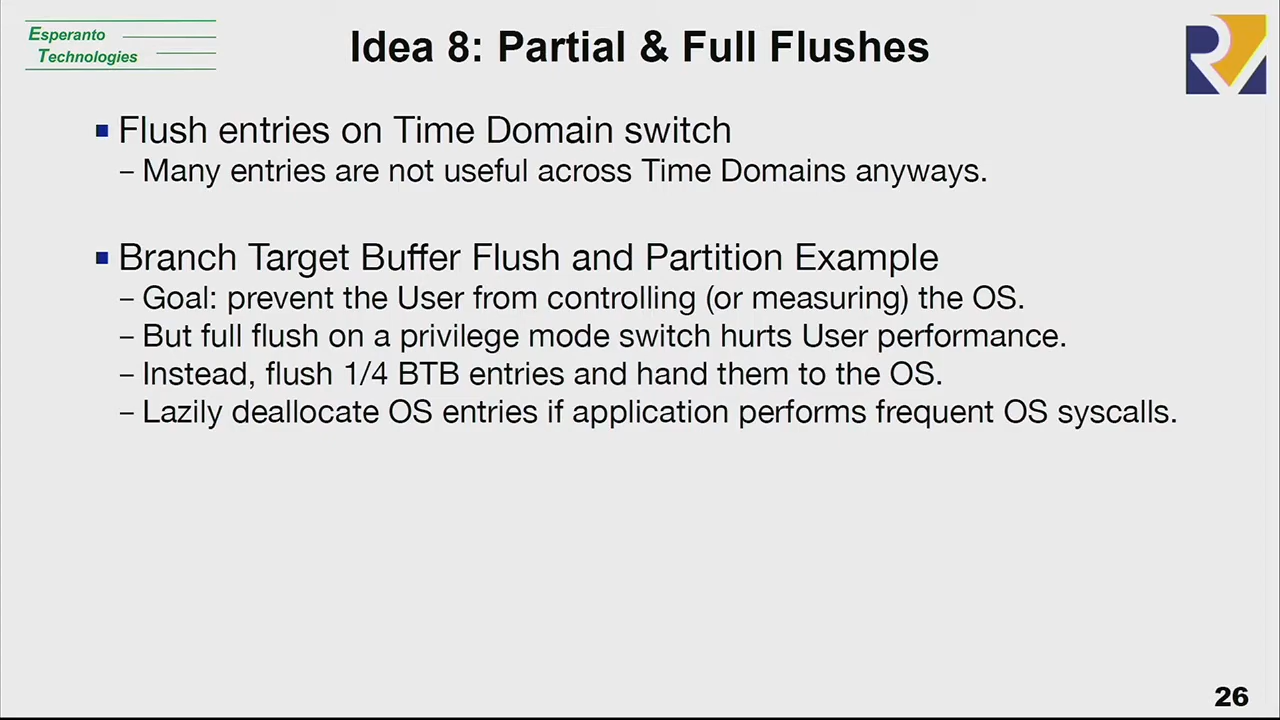 Esperanto
Technologies
Idea 8: Partial & Full Flushes
RV
▪ Flush entries on Time Domain switch
– Many entries are not useful across Time Domains anyways.
▪ Branch Target Buffer Flush and Partition Example
– Goal: prevent the User from controlling (or measuring) the OS.
– But full flush on a privilege mode switch hurts User performance.
– Instead, flush 1/4 BTB entries and hand them to the OS.
– Lazily deallocate OS entries if application performs frequent OS syscalls.
26